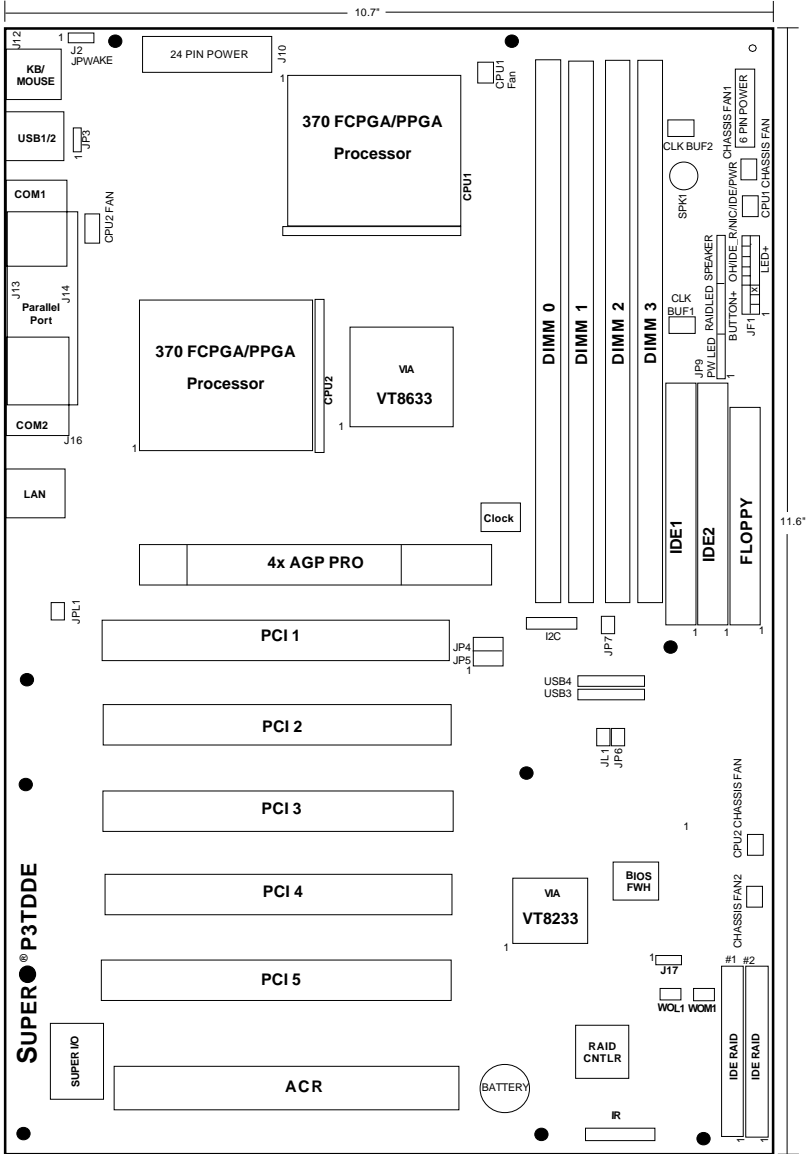 10.7"
J12
1
J2
JPWAKE
24 PIN POWER
J10
1
KB/
MOUSE
370 FCPGA/PPGA
Processor
CPU1
CPU1
Fan
CHASSIS FAN1
6 PIN POWER
CLK BUF2
CHASSIS FAN
SPK1
CPU1
USB1/2
JP3
1
COM1
CPU2 FAN
J13
J14
Parallel
Port
COM2
J16
370 FCPGA/PPGA
Processor
CPU2
1
VIA
VT8633
1
DIMM 0
DIMM 1
DIMM 2
DIMM 3
CLK
BUF1
JP9
PW LED
RAIDLED
SPEAKER
1
BUTTON+
OH/IDE_R/NIC/IDE/PWR
JF1
X
LED+
1
LAN
Clock
IDE1
IDE2
FLOPPY
1
1
1
11.6"
4x AGP PRO
JPL1
PCI 1
JP4
JP5
1
I2C
JP7
USB4
USB3
PCI 2
JL1
JP6
PCI 3
1
CPU2 CHASSIS FAN
PCI 4
VIA
VT8233
1
BIOS
FWH
CHASSIS FAN2
SUPER ® P3TDDE
PCI 5
1
J17
#1
#2
WOL1
WOM1
SUPER I/O
ACR
BATTERY
RAID
CNTLR
IR
IDE RAID
IDE RAID
1
1